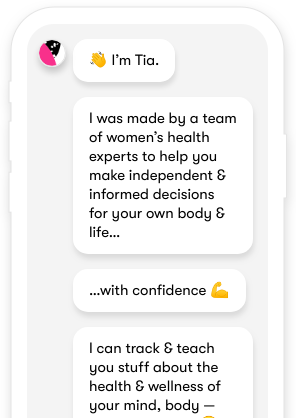 👋 I'm Tia.
I was made by a team
of women's health
experts to help you
make independent &
informed decisions
for your own body &
life...
...with confidence 💪
I can track & teach
you stuff about the
health & wellness of
your mind, body —